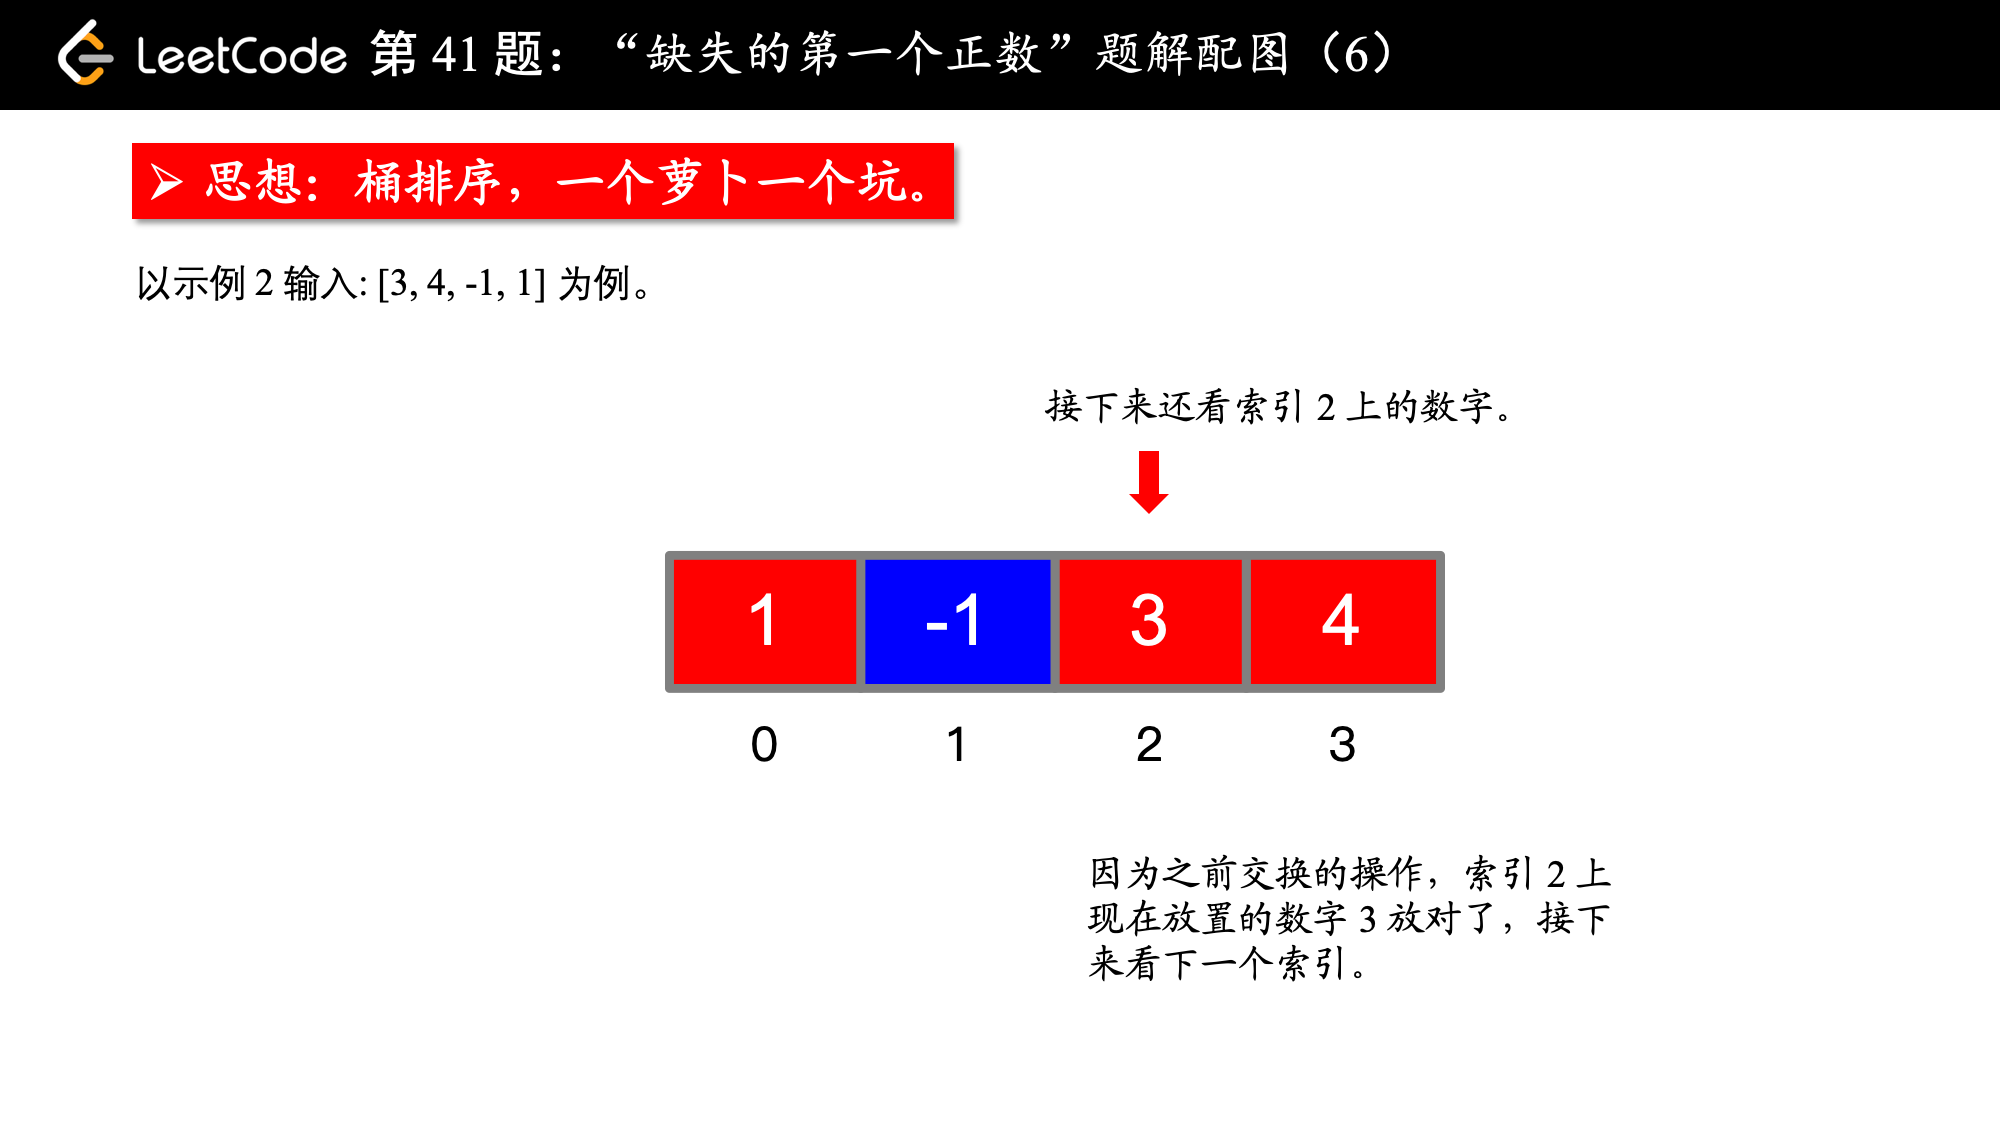 LeetCode 第 41 题：“缺失的第一个正数”题解配图（6）
➢ 思想：桶排序，一个萝卜一个坑。
以示例 2 输入: [3, 4, -1, 1] 为例。
接下来还看索引 2 上的数字。
1 -1 3 4
0 1 2 3
因为之前交换的操作，索引 2 上
现在放置的数字 3 放对了，接下
来看下一个索引。